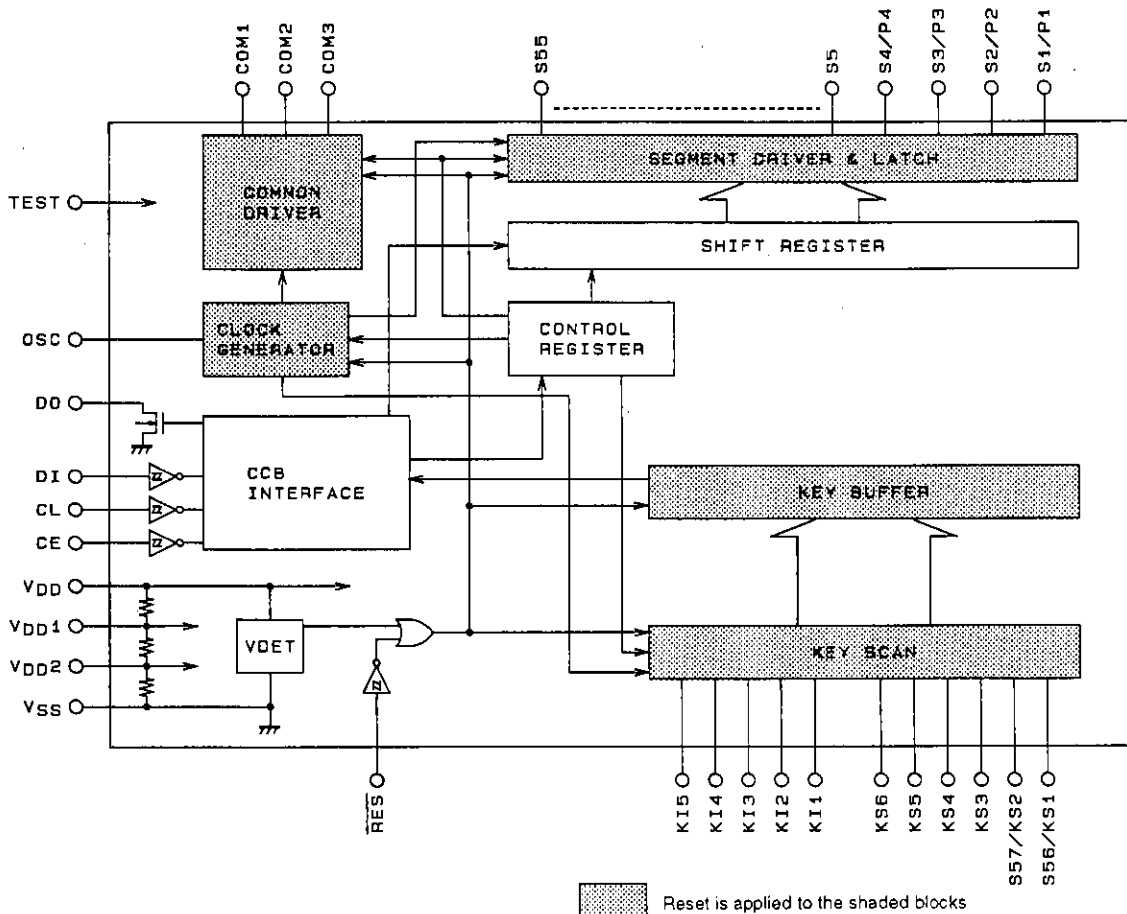 COM1
COM2
COM3
S55
S5
S4/P4
S3/P3
S2/P2
S1/P1
COMMON
DRIVER
SEGMENT DRIVER & LATCH
TEST
SHIFT REGISTER
OSC
CLOCK
GENERATOR
CONTROL
REGISTER
DO
DI
CL
CE
CCB
INTERFACE
KEY BUFFER
VDD
VDD1
VDD2
VSS
VDET
KEY SCAN
RES
KI5
KI4
KI3
KI2
KI1
KS6
KS5
KS4
KS3
S57/KS2
S56/KS1
Reset is applied to the shaded blocks